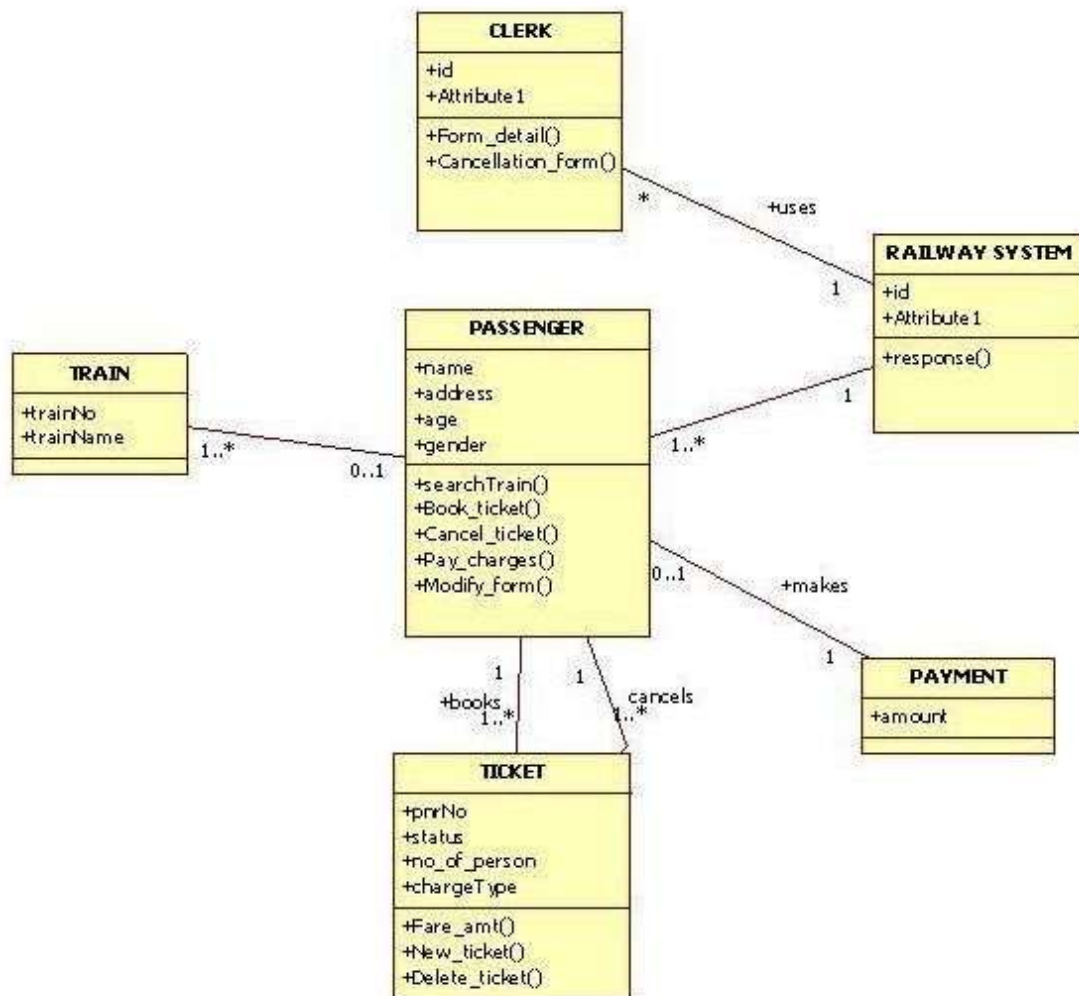 CLERK
+id
+Attribute1
+Form_detail()
+Cancellation_form()
*
+uses
1
RAILWAY SYSTEM
+id
+Attribute1
+response()
1
1..*
PASSENGER
+name
+address
+age
+gender
+searchTrain()
+Book_ticket()
+Cancel_ticket()
+Pay_charges()
+Modify_form()
TRAIN
+trainNo
+trainName
1..*
0..1
0..1
+makes
1
PAYMENT
+amount
1
+books
1..*
1
cancels
1..*
TICKET
+pnrNo
+status
+no_of_person
+chargeType
+Fare_amt()
+New_ticket()
+Delete_ticket()